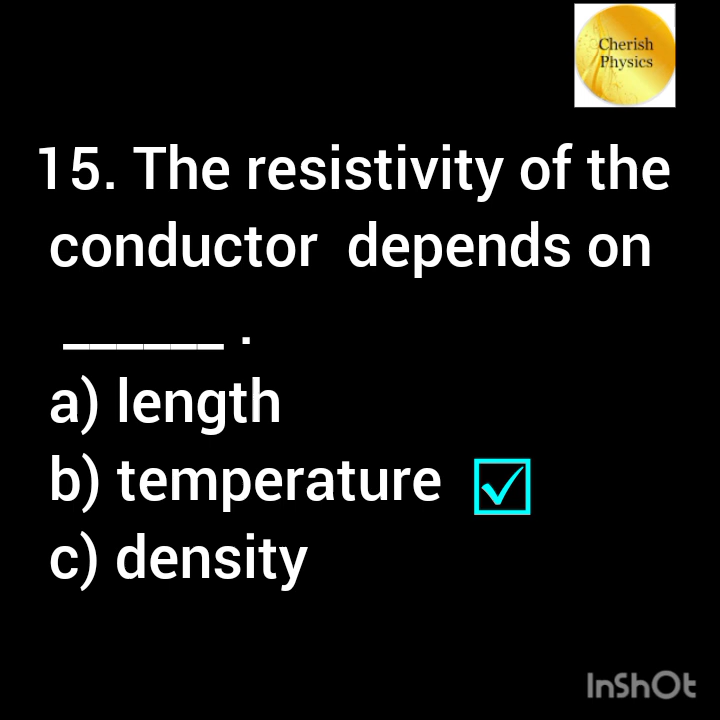 Cherish
Physics
15. The resistivity of the
conductor depends on
______ .
a) length
b) temperature ☑
c) density
InShOt